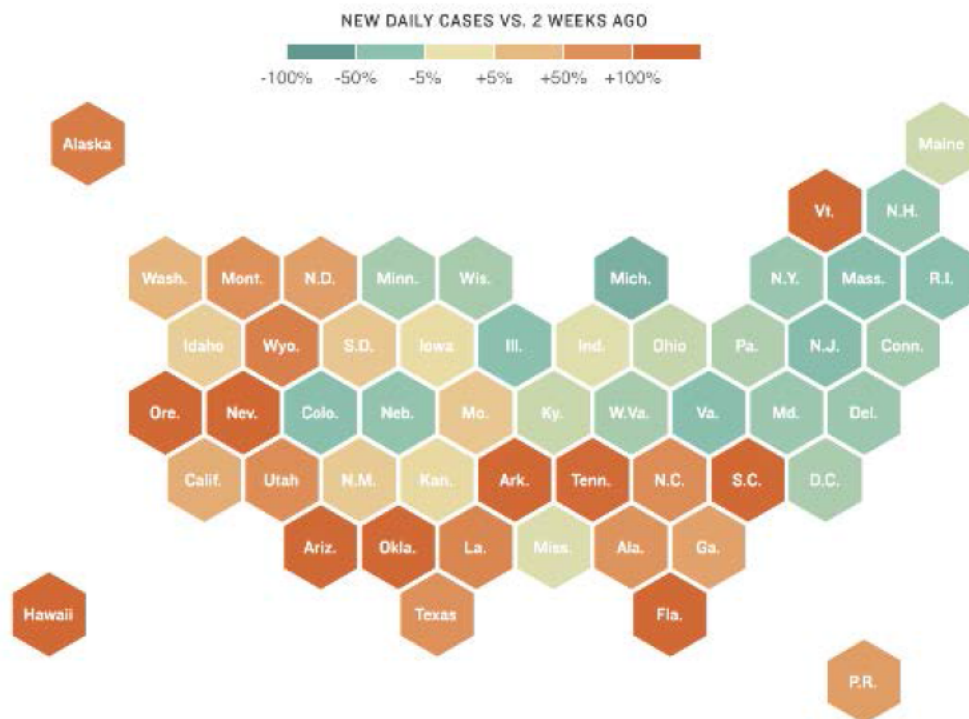 NEW DAILY CASES VS. 2 WEEKS AGO
-100% -50% -5% +5% +50% +100%
Alaska Maine
Vt. N.H.
Wash. Mont. N.D. Minn. Wis. Mich. N.Y. Mass. R.I.
Idaho Wyo. S.D. Iowa Ill. Ind. Ohio Pa. N.J. Conn.
Ore. Nev. Colo. Neb. Mo. Ky. W.Va. Va. Md. Del.
Calif. Utah N.M. Kan. Ark. Tenn. N.C. S.C. D.C.
Ariz. Okla. La. Miss. Ala. Ga.
Hawaii Texas Fla.
P.R.